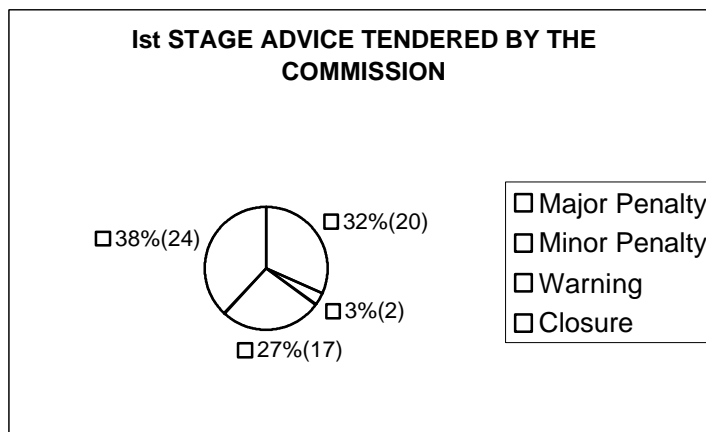 Ist STAGE ADVICE TENDERED BY THE
COMMISSION
32%(20)
3%(2)
27%(17)
38%(24)
Major Penalty
Minor Penalty
Warning
Closure